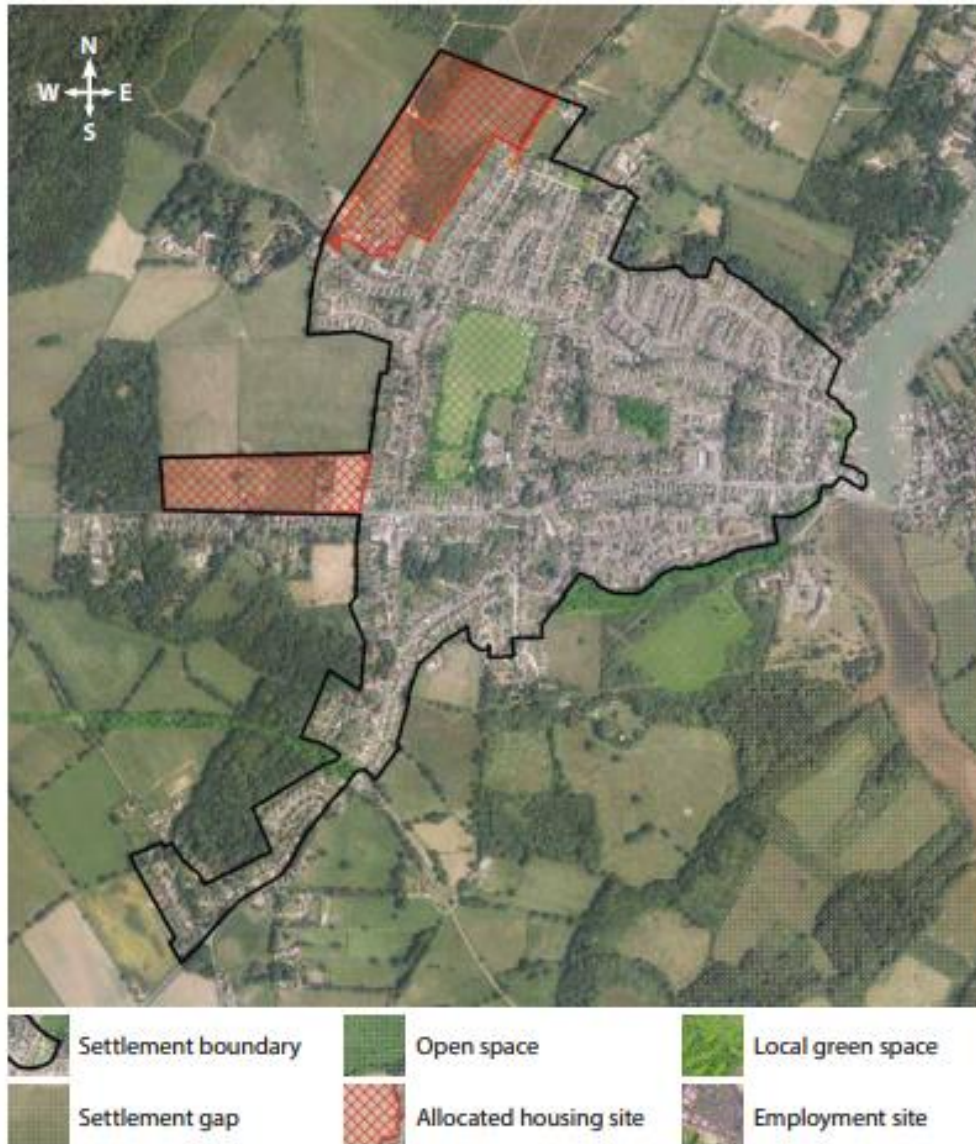 N
W E
S
Settlement boundary
Open space
Local green space
Settlement gap
Allocated housing site
Employment site